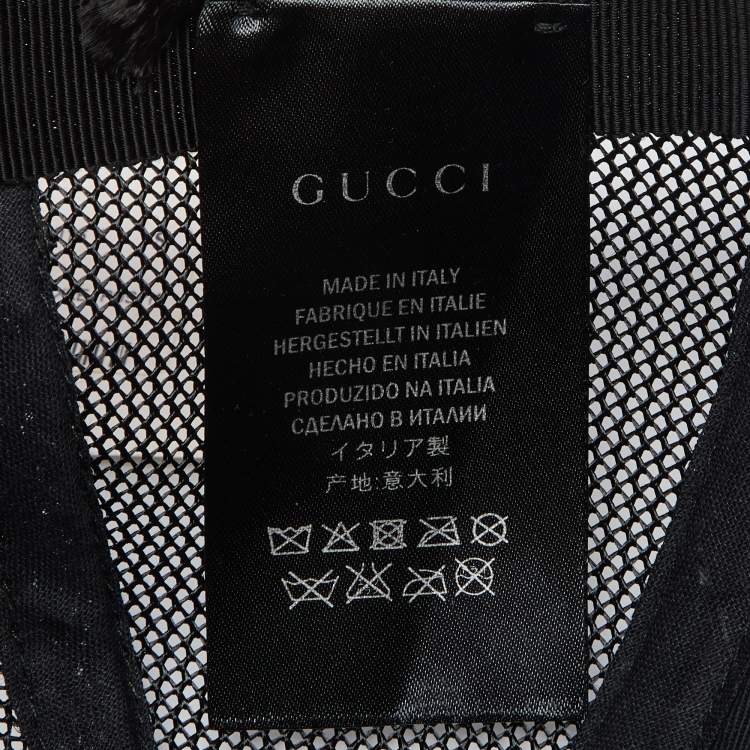 GUCCI
MADE IN ITALY
FABRIQUE EN ITALIE
HERGESTELLT IN ITALIEN
HECHO EN ITALIA
PRODUZIDO NA ITALIA
СДЕЛАНО В ИТАЛИИ
イタリア製
产地:意大利